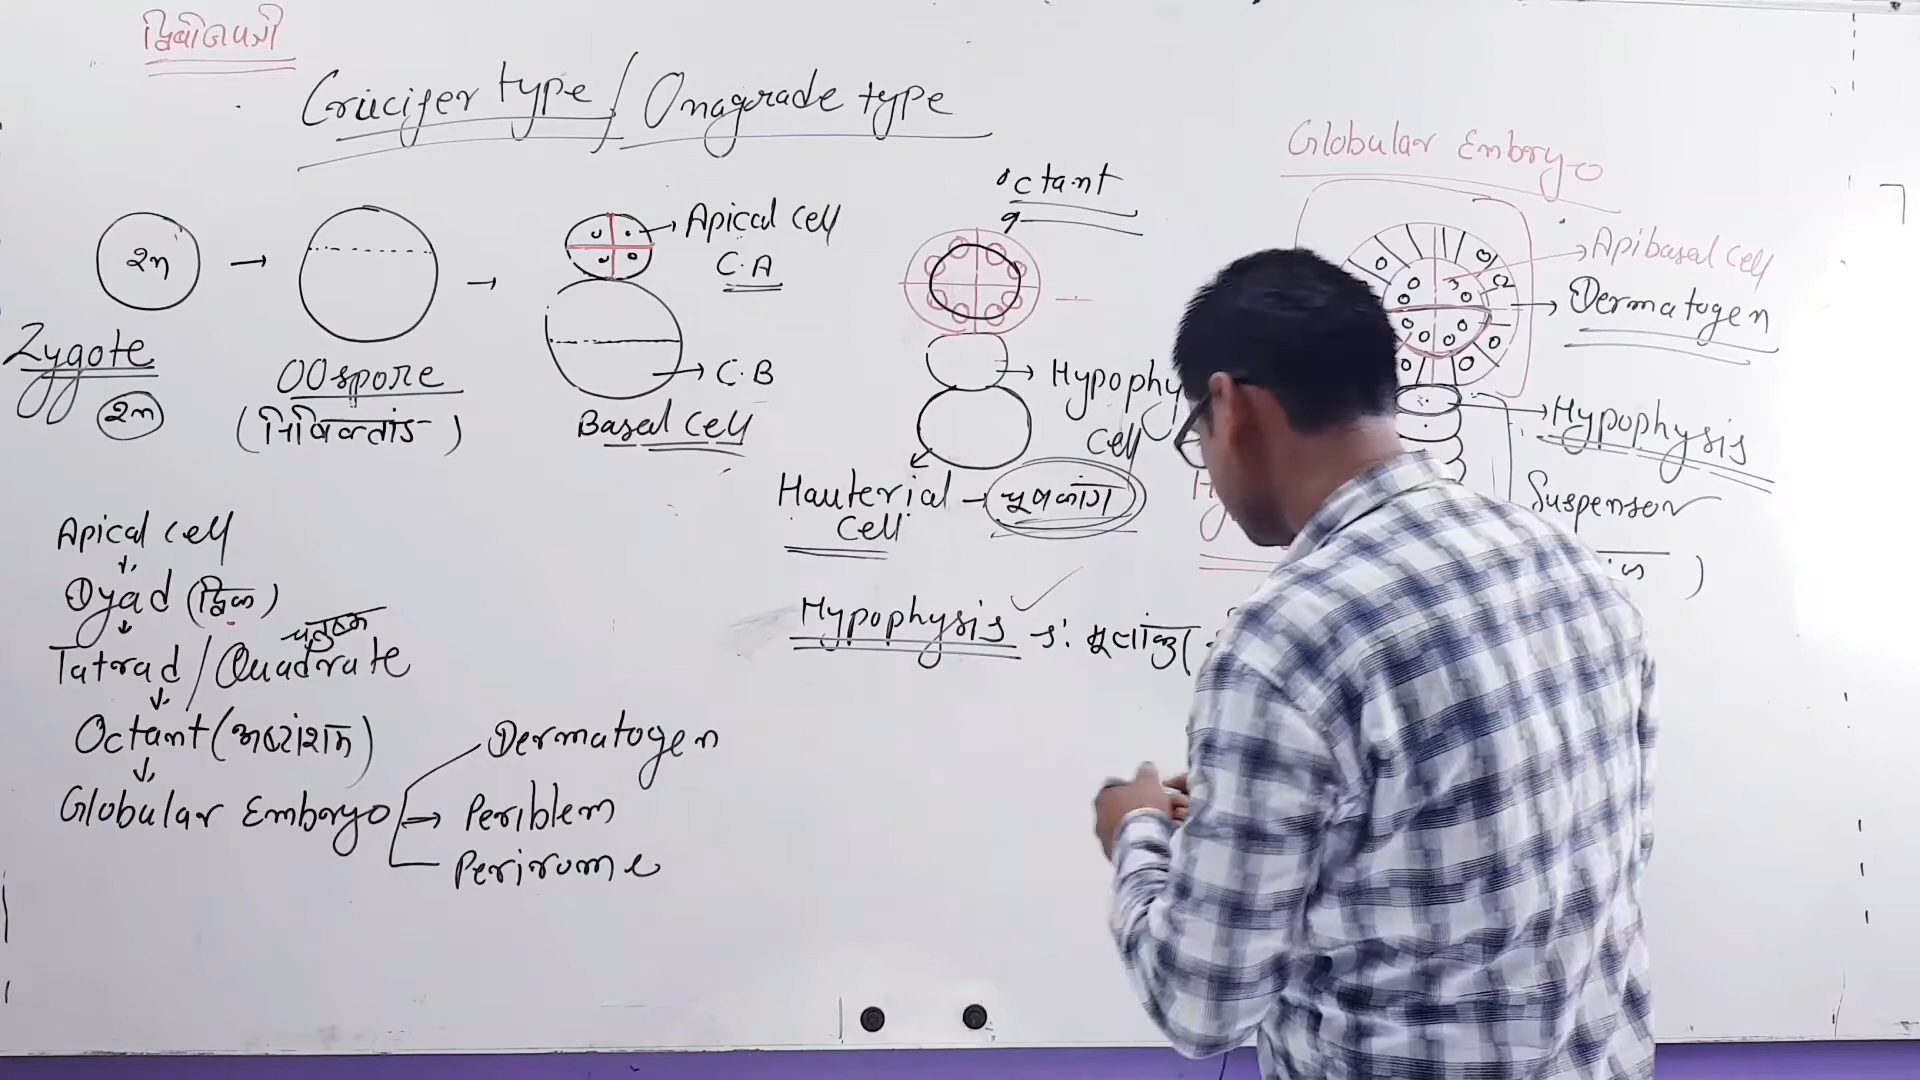 द्विबीजपत्री
Crucifer type / Onagrade type
Globular Embryo
Octant
Apical cell
C.A
2n
Zygote
2n
OOspore
(निषिक्तांड)
C.B
Basal cell
Hypophy
cell
Hauterial
cell
चूषकांग
Apibasal cell
Dermatogen
Hypophysis
Suspensor
Hypophysis
Apical cell
Dyad (द्विक)
चतुष्क
Tatrad / Quadrate
Octant (अष्टांशक)
Globular Embryo
Dermatogen
Periblem
Perirome